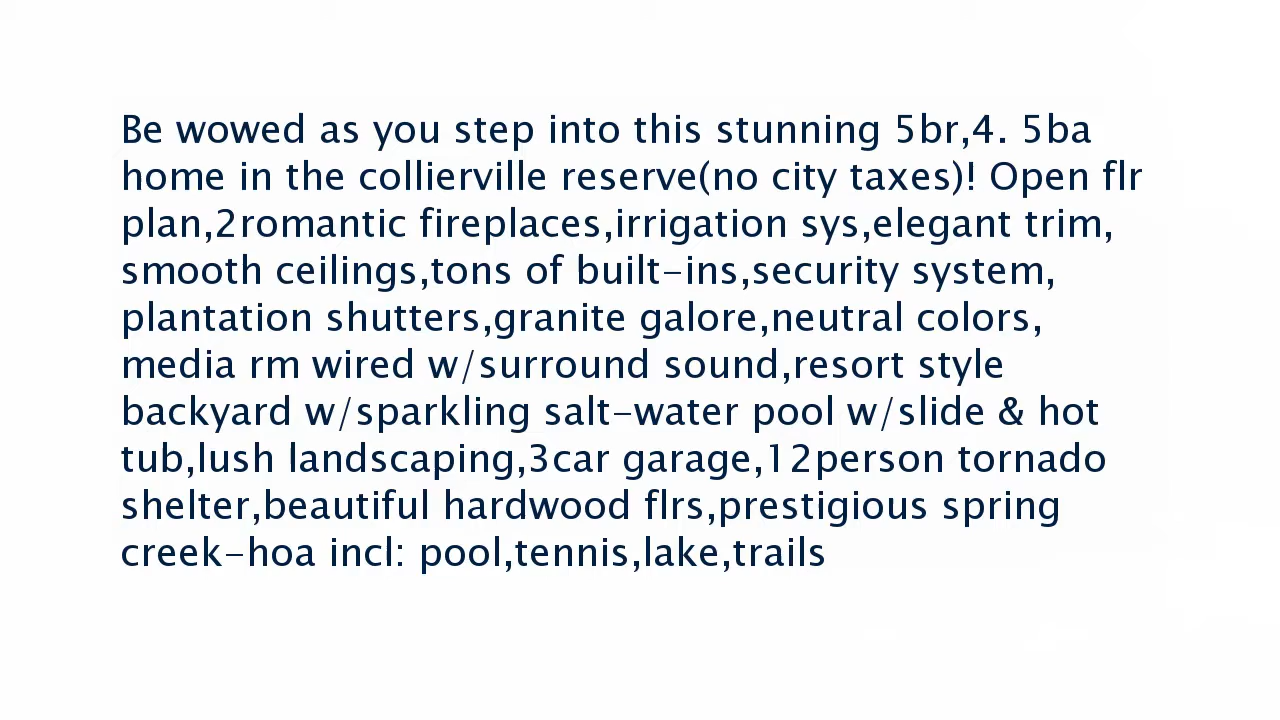 Be wowed as you step into this stunning 5br,4. 5ba
home in the collierville reserve(no city taxes)! Open flr
plan,2romantic fireplaces,irrigation sys,elegant trim,
smooth ceilings,tons of built-ins,security system,
plantation shutters,granite galore,neutral colors,
media rm wired w/surround sound,resort style
backyard w/sparkling salt-water pool w/slide & hot
tub,lush landscaping,3car garage,12person tornado
shelter,beautiful hardwood flrs,prestigious spring
creek-hoa incl: pool,tennis,lake,trails